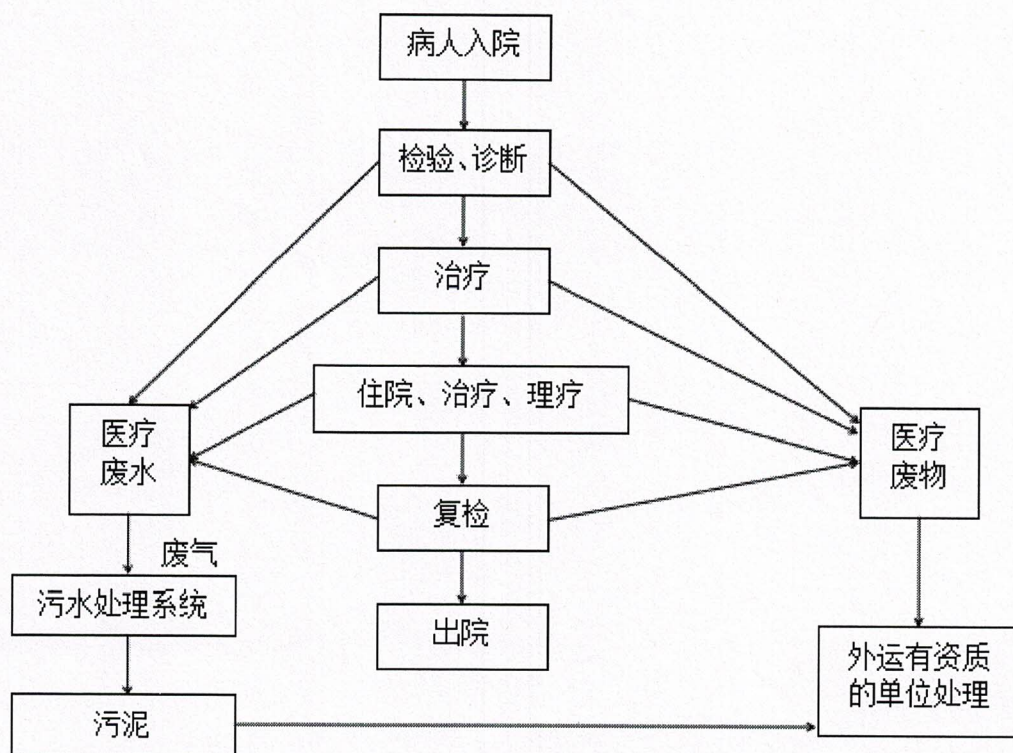 病人入院
检验、诊断
治疗
住院、治疗、理疗
医疗
废水
医疗
废物
复检
废气
污水处理系统
出院
外运有资质
的单位处理
污泥